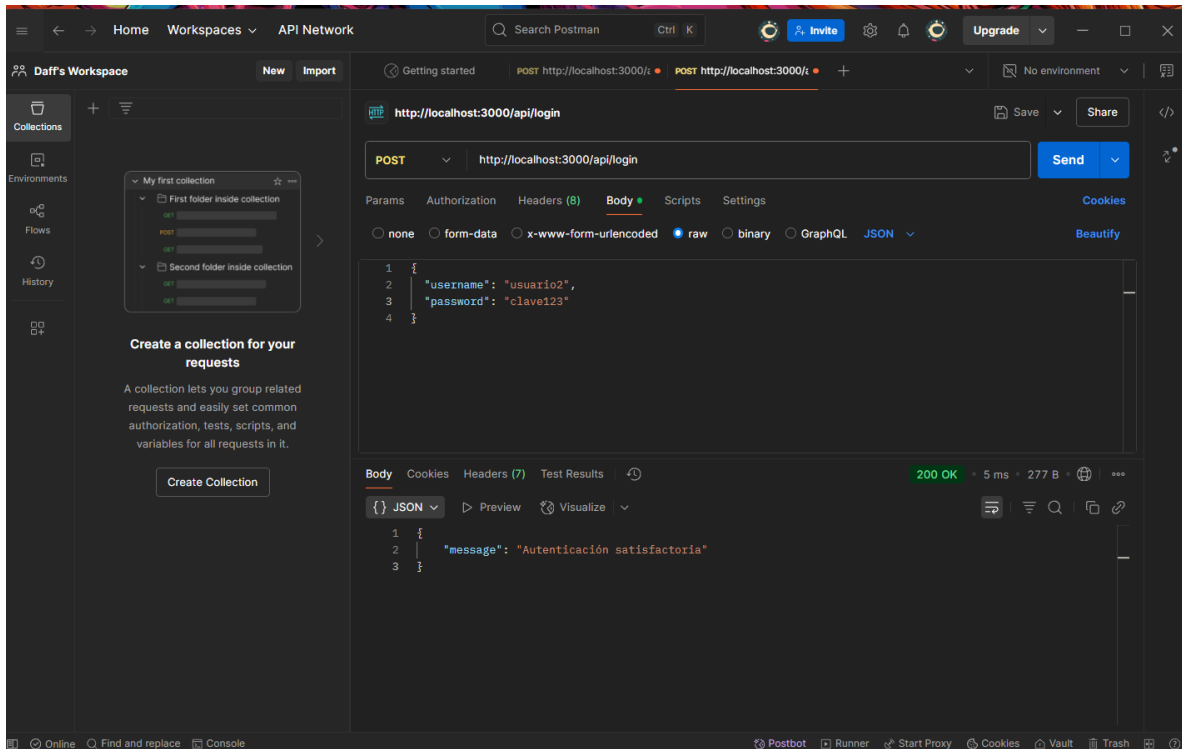 Home Workspaces API Network Search Postman Ctrl K Invite Upgrade
Daff's Workspace New Import Getting started POST http://localhost:3000/a POST http://localhost:3000/a No environment
Collections
Environments
Flows
History
My first collection
First folder inside collection
GET
POST
GET
Second folder inside collection
GET
GET
Create a collection for your
requests
A collection lets you group related
requests and easily set common
authorization, tests, scripts, and
variables for all requests in it.
Create Collection
HTTP http://localhost:3000/api/login Save Share
POST http://localhost:3000/api/login Send
Params Authorization Headers (8) Body Scripts Settings Cookies
none form-data x-www-form-urlencoded raw binary GraphQL JSON Beautify
1 {
2 "username": "usuario2",
3 "password": "clave123"
4 }
Body Cookies Headers (7) Test Results 200 OK 5 ms 277 B
{} JSON Preview Visualize
1 {
2 "message": "Autenticación satisfactoria"
3 }
Online Find and replace Console Postbot Runner Start Proxy Cookies Vault Trash